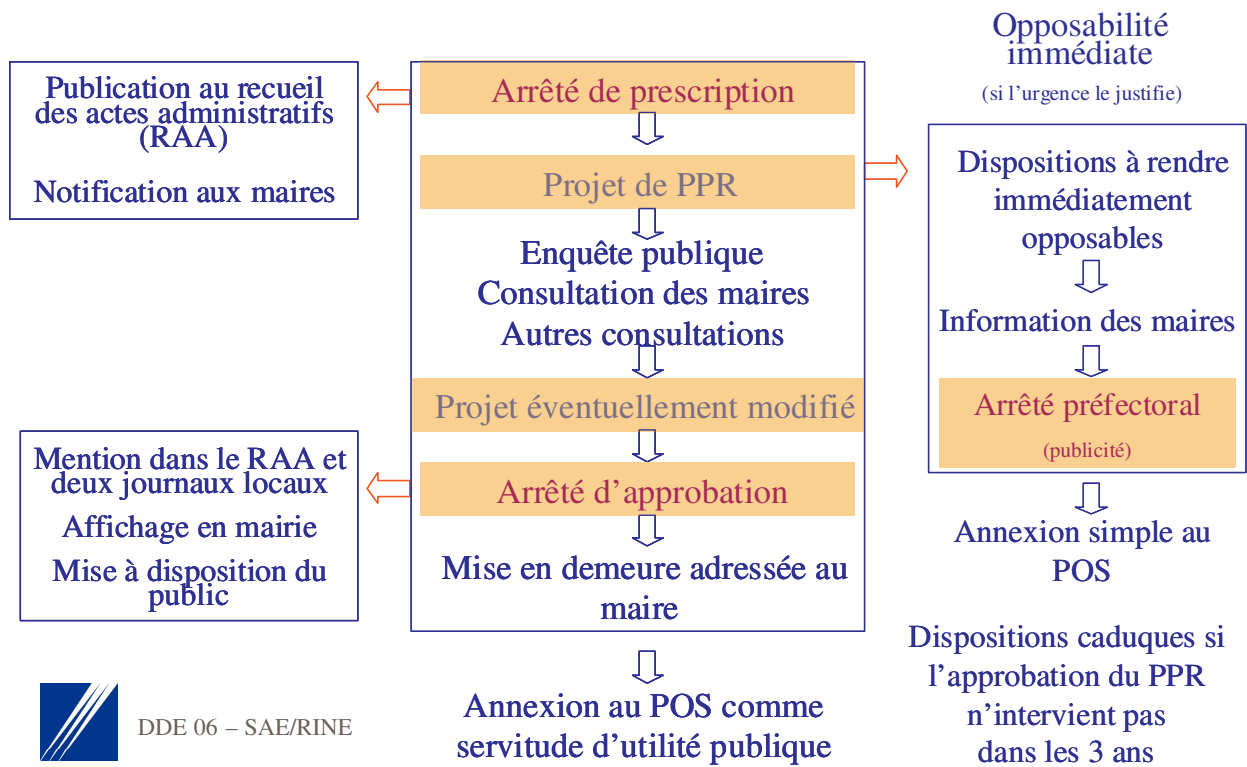 Publication au recueil
des actes administratifs
(RAA)
Notification aux maires
Arrêté de prescription
Projet de PPR
Enquête publique
Consultation des maires
Autres consultations
Projet éventuellement modifié
Arrêté d’approbation
Mise en demeure adressée au
maire
Annexion au POS comme
servitude d’utilité publique
Mention dans le RAA et
deux journaux locaux
Affichage en mairie
Mise à disposition du
public
Opposabilité
immédiate
(si l’urgence le justifie)
Dispositions à rendre
immédiatement
opposables
Information des maires
Arrêté préfectoral
(publicité)
Annexion simple au
POS
Dispositions caduques si
l’approbation du PPR
n’intervient pas
dans les 3 ans
DDE 06 – SAE/RINE